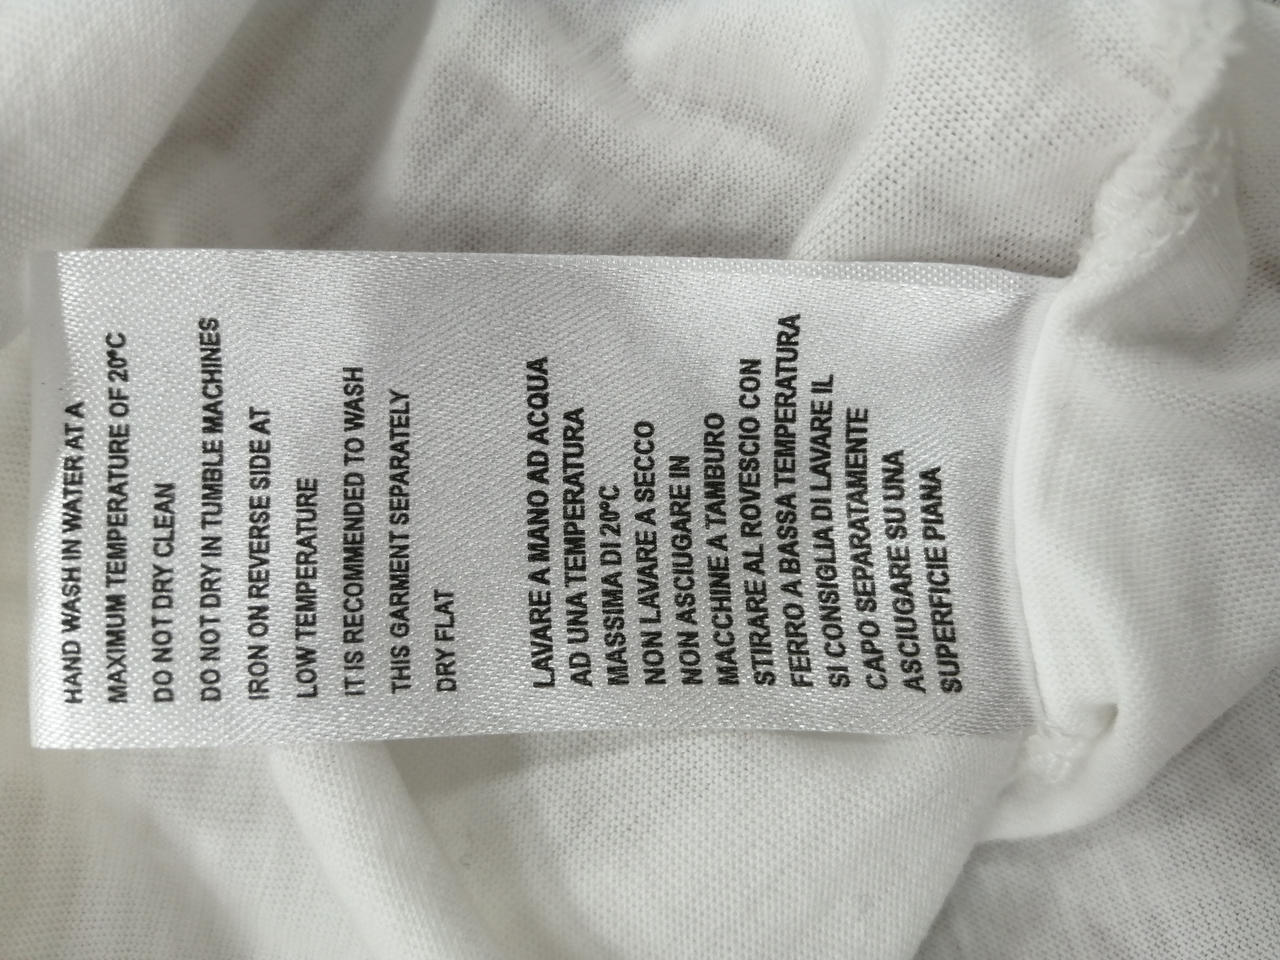 HAND WASH IN WATER AT A
MAXIMUM TEMPERATURE OF 20ºC
DO NOT DRY CLEAN
DO NOT DRY IN TUMBLE MACHINES
IRON ON REVERSE SIDE AT
LOW TEMPERATURE
IT IS RECOMMENDED TO WASH
THIS GARMENT SEPARATELY
DRY FLAT
LAVARE A MANO AD ACQUA
AD UNA TEMPERATURA
MASSIMA DI 20ºC
NON LAVARE A SECCO
NON ASCIUGARE IN
MACCHINE A TAMBURO
STIRARE AL ROVESCIO CON
FERRO A BASSA TEMPERATURA
SI CONSIGLIA DI LAVARE IL
CAPO SEPARATAMENTE
ASCIUGARE SU UNA
SUPERFICIE PIANA